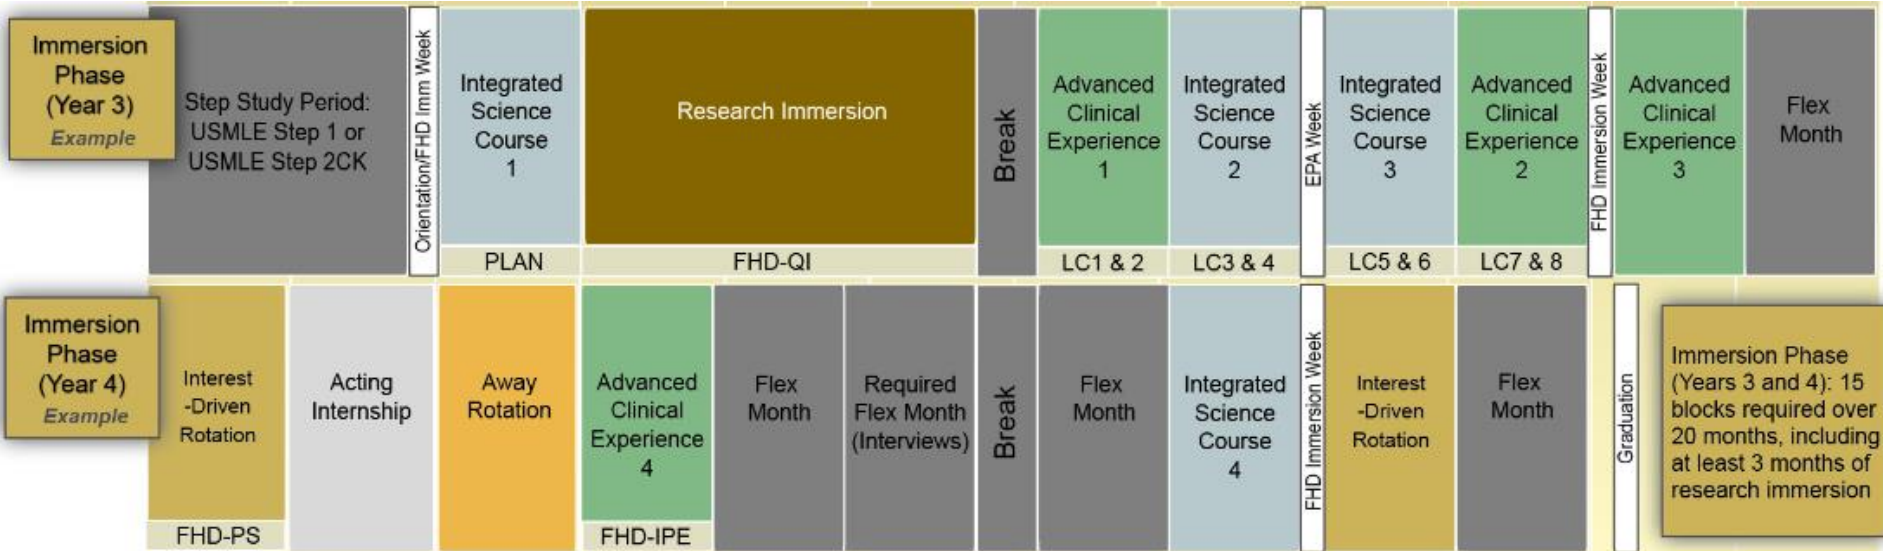 Immersion
Phase
(Year 3)
Example
Step Study Period:
USMLE Step 1 or
USMLE Step 2CK
Orientation/FHD Imm Week
Integrated
Science
Course
1
PLAN
Research Immersion
FHD-QI
Break
Advanced
Clinical
Experience
1
LC1 & 2
Integrated
Science
Course
2
LC3 & 4
EPA Week
Integrated
Science
Course
3
LC5 & 6
Advanced
Clinical
Experience
2
LC7 & 8
FHD Immersion Week
Advanced
Clinical
Experience
3
Flex
Month
Immersion
Phase
(Year 4)
Example
Interest
-Driven
Rotation
FHD-PS
Acting
Internship
Away
Rotation
Advanced
Clinical
Experience
4
FHD-IPE
Flex
Month
Required
Flex Month
(Interviews)
Break
Flex
Month
Integrated
Science
Course
4
FHD Immersion Week
Interest
-Driven
Rotation
Flex
Month
Graduation
Immersion Phase
(Years 3 and 4): 15
blocks required over
20 months, including
at least 3 months of
research immersion